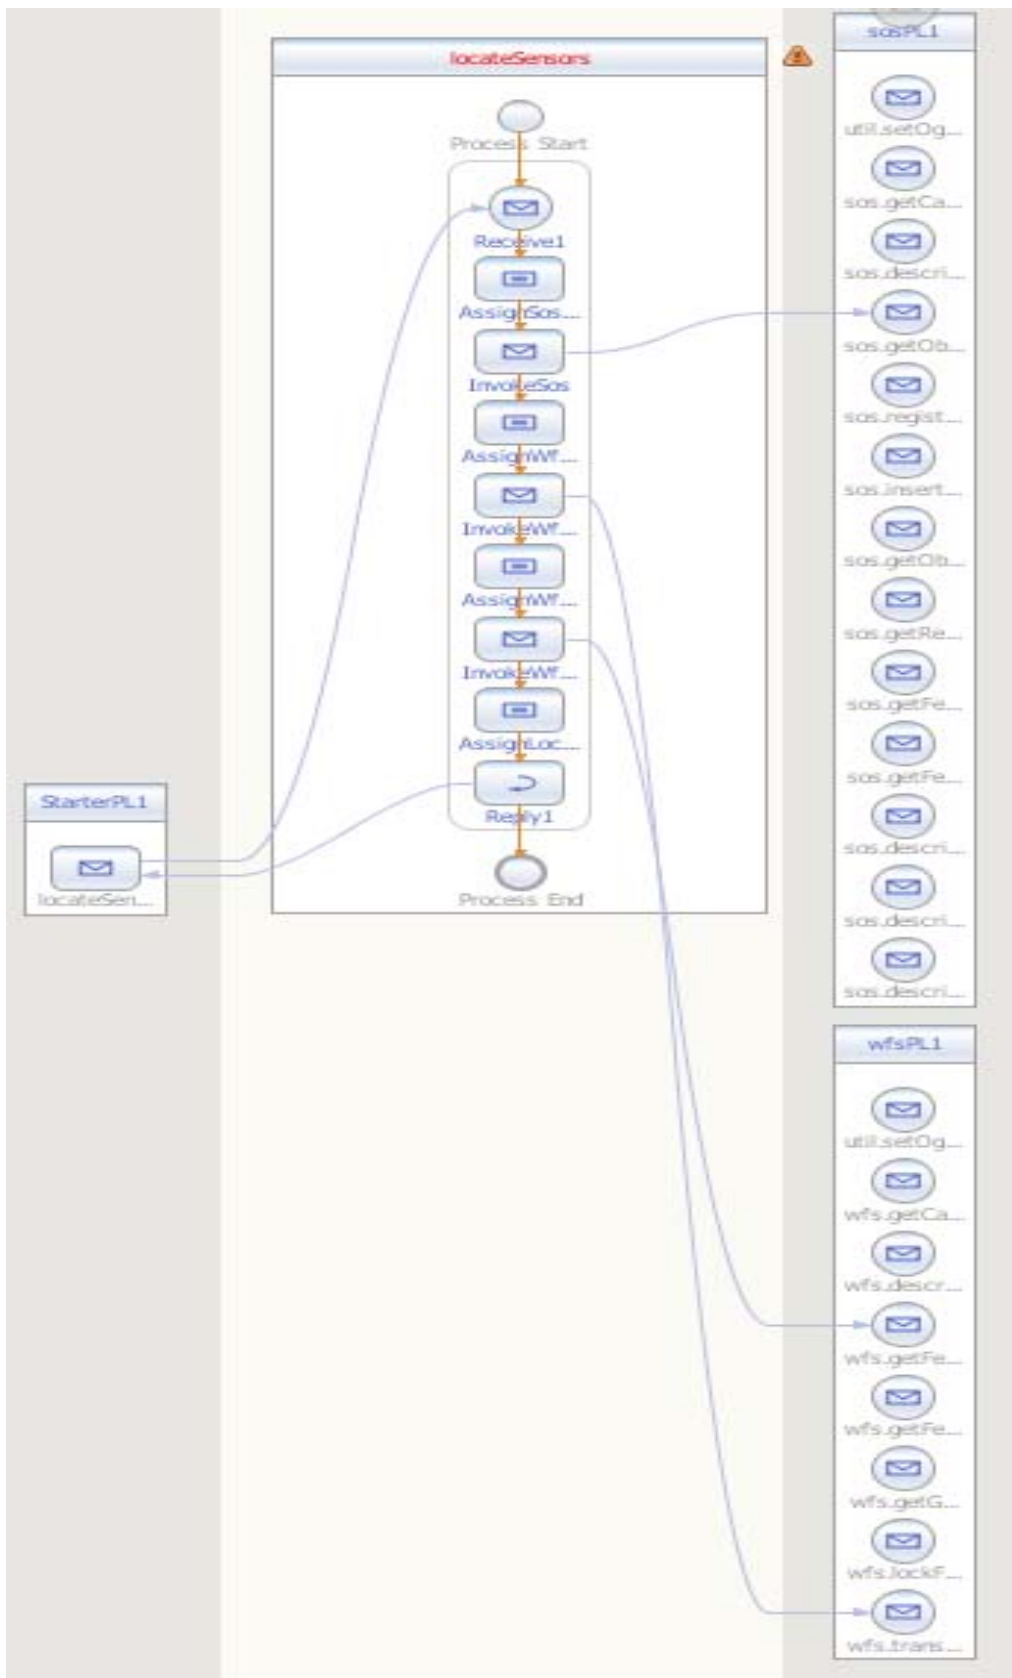 locateSensors
Process Start
Receive1
AssignSos...
InvokeSos
AssignWf...
InvokeWf...
AssignWf...
InvokeWf...
AssignLoc...
Reply1
Process End
StarterPL1
locateSen...
sosPL1
util.setOg...
sos.getCa...
sos.descri...
sos.getOb...
sos.regist...
sos.insert...
sos.getOb...
sos.getRe...
sos.getFe...
sos.getFe...
sos.descri...
sos.descri...
sos.descri...
wfsPL1
util.setOg...
wfs.getCa...
wfs.descr...
wfs.getFe...
wfs.getFe...
wfs.getG...
wfs.lockF...
wfs.trans...